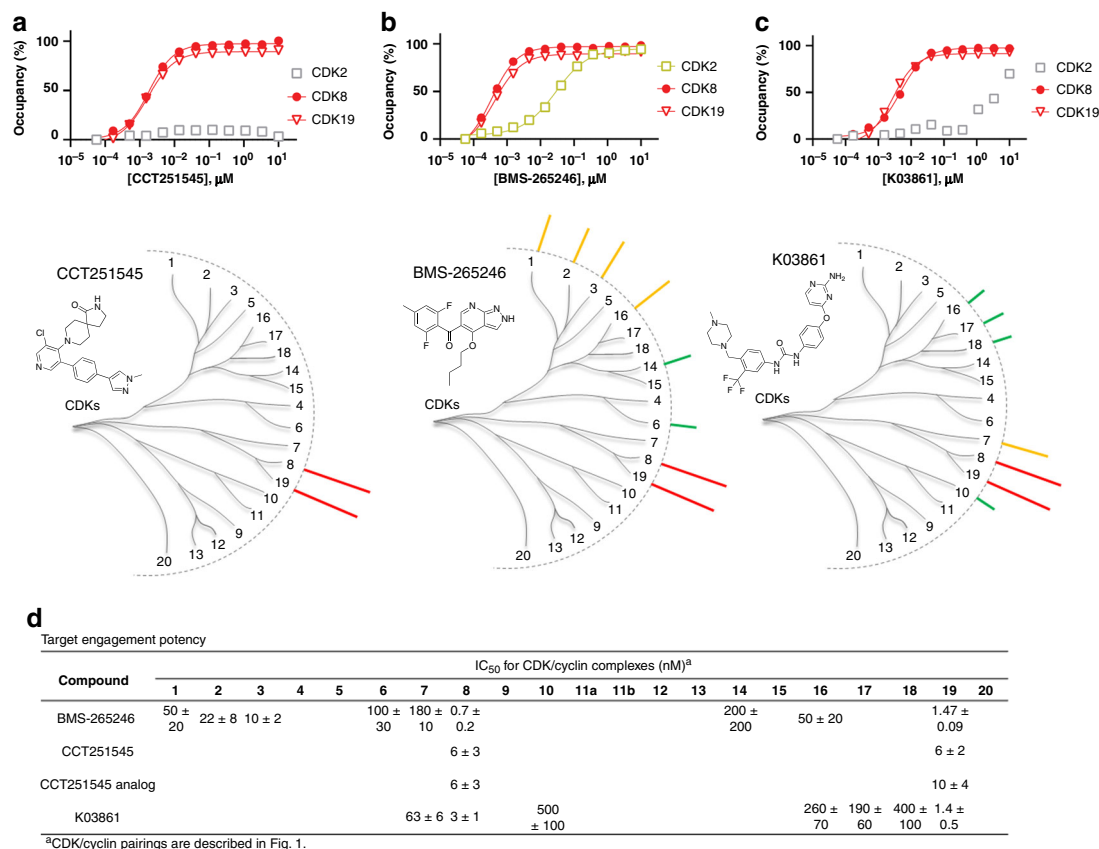 a
100
50
0
Occupancy (%)
10⁻⁵ 10⁻⁴ 10⁻³ 10⁻² 10⁻¹ 10⁰ 10¹
[CCT251545], µM
CDK2
CDK8
CDK19
b
100
50
0
Occupancy (%)
10⁻⁵ 10⁻⁴ 10⁻³ 10⁻² 10⁻¹ 10⁰ 10¹
[BMS-265246], µM
CDK2
CDK8
CDK19
c
100
50
0
Occupancy (%)
10⁻⁵ 10⁻⁴ 10⁻³ 10⁻² 10⁻¹ 10⁰ 10¹
[K03861], µM
CDK2
CDK8
CDK19
CCT251545
O
H
N
Cl
N
N
N
N
CDKs
1
2
3
5
16
17
18
14
15
4
6
7
8
19
10
11
9
12
13
20
BMS-265246
F
F
O
N
N
NH
O
CDKs
1
2
3
5
16
17
18
14
15
4
6
7
8
19
10
11
9
12
13
20
K03861
NH₂
N
N
O
N
N
O
N
H
N
H
F
F
F
CDKs
1
2
3
5
16
17
18
14
15
4
6
7
8
19
10
11
9
12
13
20
d
Target engagement potency
Compound
IC₅₀ for CDK/cyclin complexes (nM)ᵃ
1 2 3 4 5 6 7 8 9 10 11a 11b 12 13 14 15 16 17 18 19 20
BMS-265246 50 ± 20 22 ± 8 10 ± 2 100 ± 30 180 ± 10 0.7 ± 0.2 200 ± 200 50 ± 20 1.47 ± 0.09
CCT251545 6 ± 3 6 ± 2
CCT251545 analog 6 ± 3 10 ± 4
K03861 63 ± 6 3 ± 1 500 ± 100 260 ± 70 190 ± 60 400 ± 100 1.4 ± 0.5
ᵃCDK/cyclin pairings are described in Fig. 1.